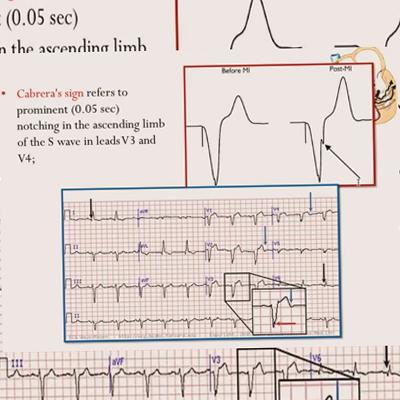 (0.05 sec)
n the ascending limb
Before MI
Post-MI
• Cabrera's sign refers to
prominent (0.05 sec)
notching in the ascending limb
of the S wave in leads V3 and
V4;
I
aVR
V1
V4
II
aVL
V2
III
aVF
V3
II
III
aVF
V3
V6